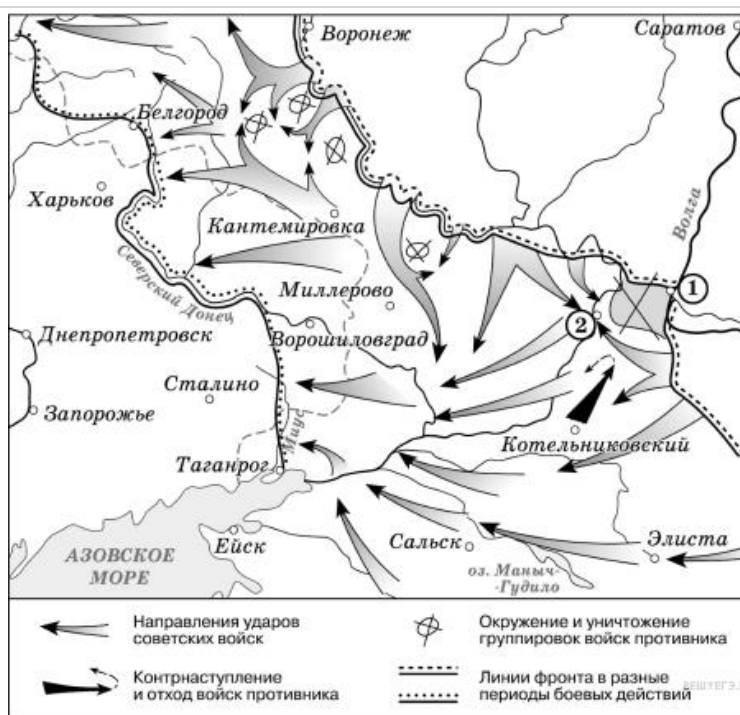 Воронеж
Саратов
Белгород
Харьков
Кантемировка
Волга
Северский Донец
Миллерово
1
2
Днепропетровск
Ворошиловград
Сталино
Запорожье
Миус
Котельниковский
Таганрог
Ейск
Сальск
Элиста
АЗОВСКОЕ
МОРЕ
оз. Маныч-
-Гудило
Направления ударов
советских войск
Окружение и уничтожение
группировок войск противника
Контрнаступление
и отход войск противника
Линии фронта в разные
периоды боевых действий